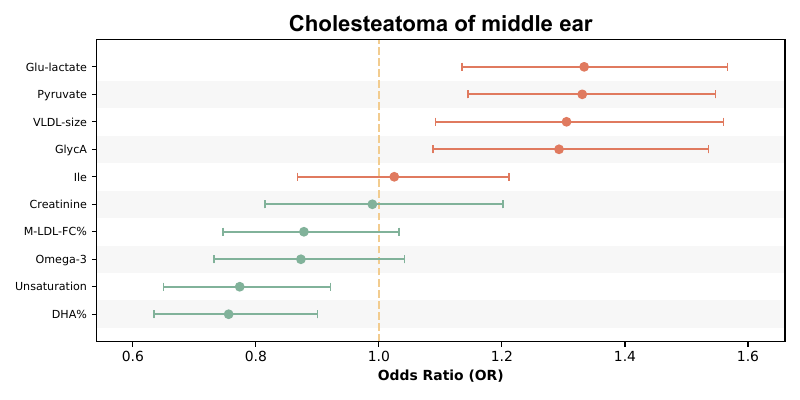 Cholesteatoma of middle ear
Glu-lactate
Pyruvate
VLDL-size
GlycA
Ile
Creatinine
M-LDL-FC%
Omega-3
Unsaturation
DHA%
0.6 0.8 1.0 1.2 1.4 1.6
Odds Ratio (OR)